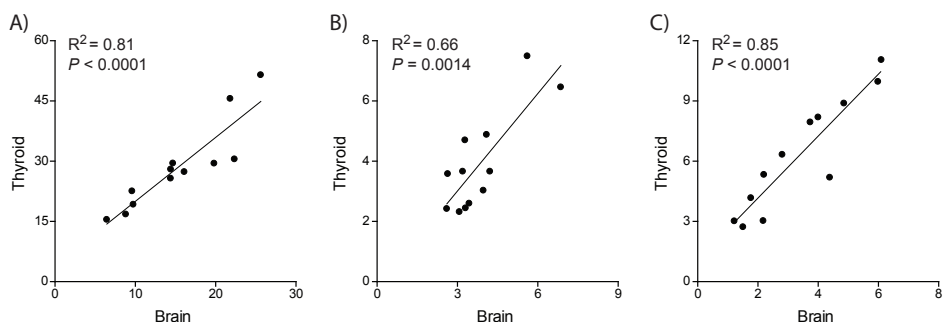 A)
R² = 0.81
P < 0.0001
Thyroid
60
45
30
15
0
0 10 20 30
Brain
B)
R² = 0.66
P = 0.0014
Thyroid
8
6
4
2
0
0 3 6 9
Brain
C)
R² = 0.85
P < 0.0001
Thyroid
12
9
6
3
0
0 2 4 6 8
Brain